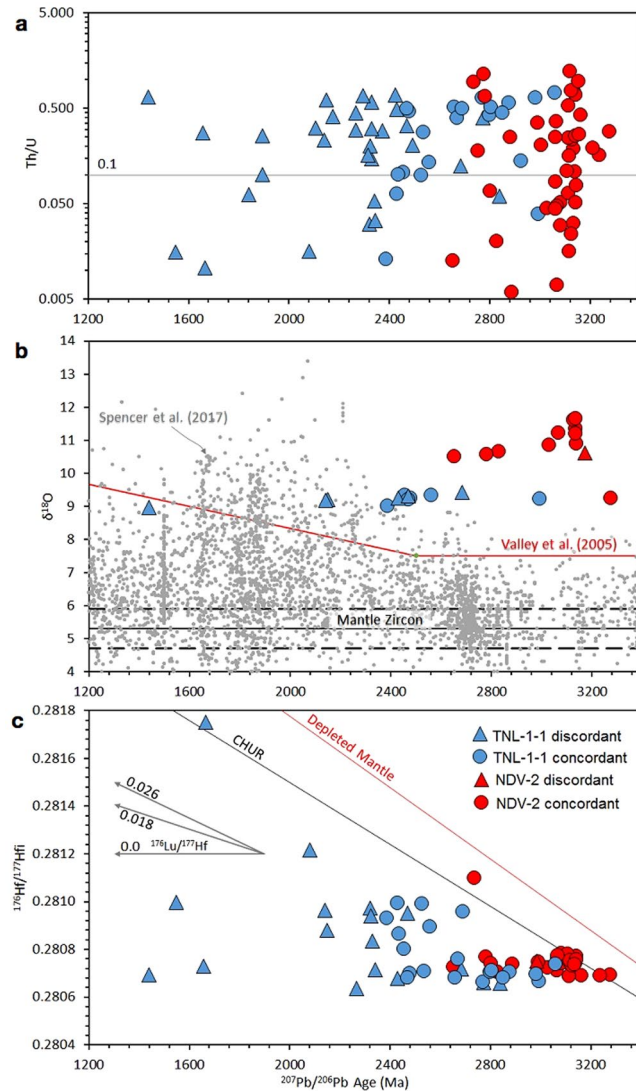 a
5.000
0.500
0.050
0.005
Th/U
0.1
1200 1600 2000 2400 2800 3200
b
14
13
12
11
10
9
8
7
6
5
4
δ¹⁸O
Spencer et al. (2017)
Valley et al. (2005)
Mantle Zircon
1200 1600 2000 2400 2800 3200
c
0.2818
0.2816
0.2814
0.2812
0.2810
0.2808
0.2806
0.2804
¹⁷⁶Hf/¹⁷⁷Hfi
CHUR
Depleted Mantle
0.026
0.018
0.0 ¹⁷⁶Lu/¹⁷⁷Hf
TNL-1-1 discordant
TNL-1-1 concordant
NDV-2 discordant
NDV-2 concordant
1200 1600 2000 2400 2800 3200
²⁰⁷Pb/²⁰⁶Pb Age (Ma)